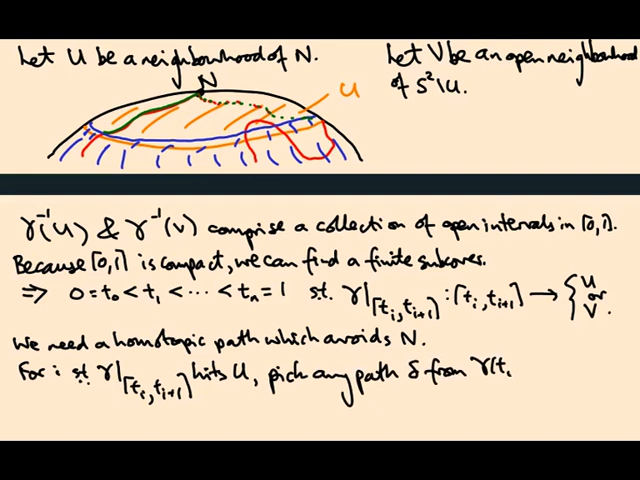 Let U be a neighbourhood of N.
Let V be an open neighbourhood
of S²\U.
N
U
γ⁻¹(U) & γ⁻¹(V) comprise a collection of open intervals in [0,1].
Because [0,1] is compact, we can find a finite subcover.
⇒ 0=t₀<t₁<⋯<tₙ=1 s.t. γ|[tᵢ,tᵢ₊₁]:[tᵢ,tᵢ₊₁]→{U or V.
We need a homotopic path which avoids N.
For i s.t. γ|[tᵢ,tᵢ₊₁] hits U, pick any path δ from γ(tᵢ